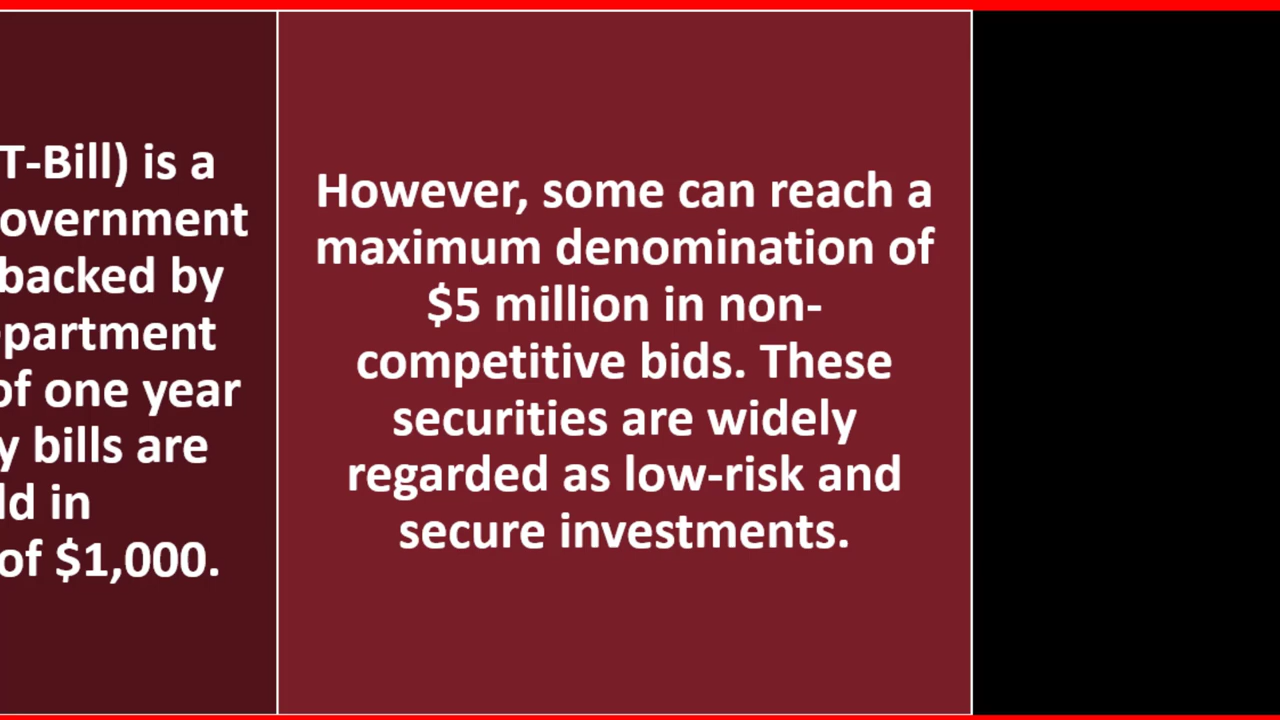 T-Bill) is a
overnment
backed by
partment
of one year
y bills are
ld in
of $1,000.
However, some can reach a
maximum denomination of
$5 million in non-
competitive bids. These
securities are widely
regarded as low-risk and
secure investments.